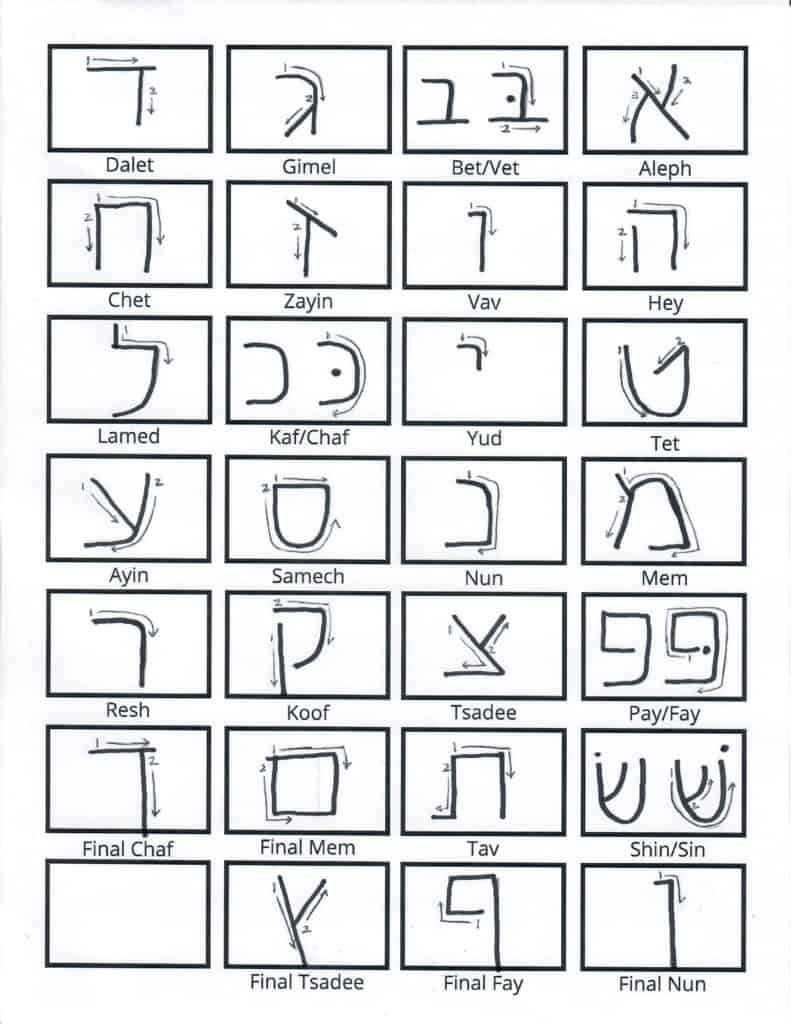 א
Aleph
בּ ב
Bet/Vet
ג
Gimel
ד
Dalet
ה
Hey
ו
Vav
ז
Zayin
ח
Chet
ט
Tet
י
Yud
כּ כ
Kaf/Chaf
ל
Lamed
מ
Mem
נ
Nun
ס
Samech
ע
Ayin
פּ פ
Pay/Fay
צ
Tsadee
ק
Koof
ר
Resh
שׁ שׂ
Shin/Sin
ת
Tav
ם
Final Mem
ך
Final Chaf
ן
Final Nun
ף
Final Fay
ץ
Final Tsadee